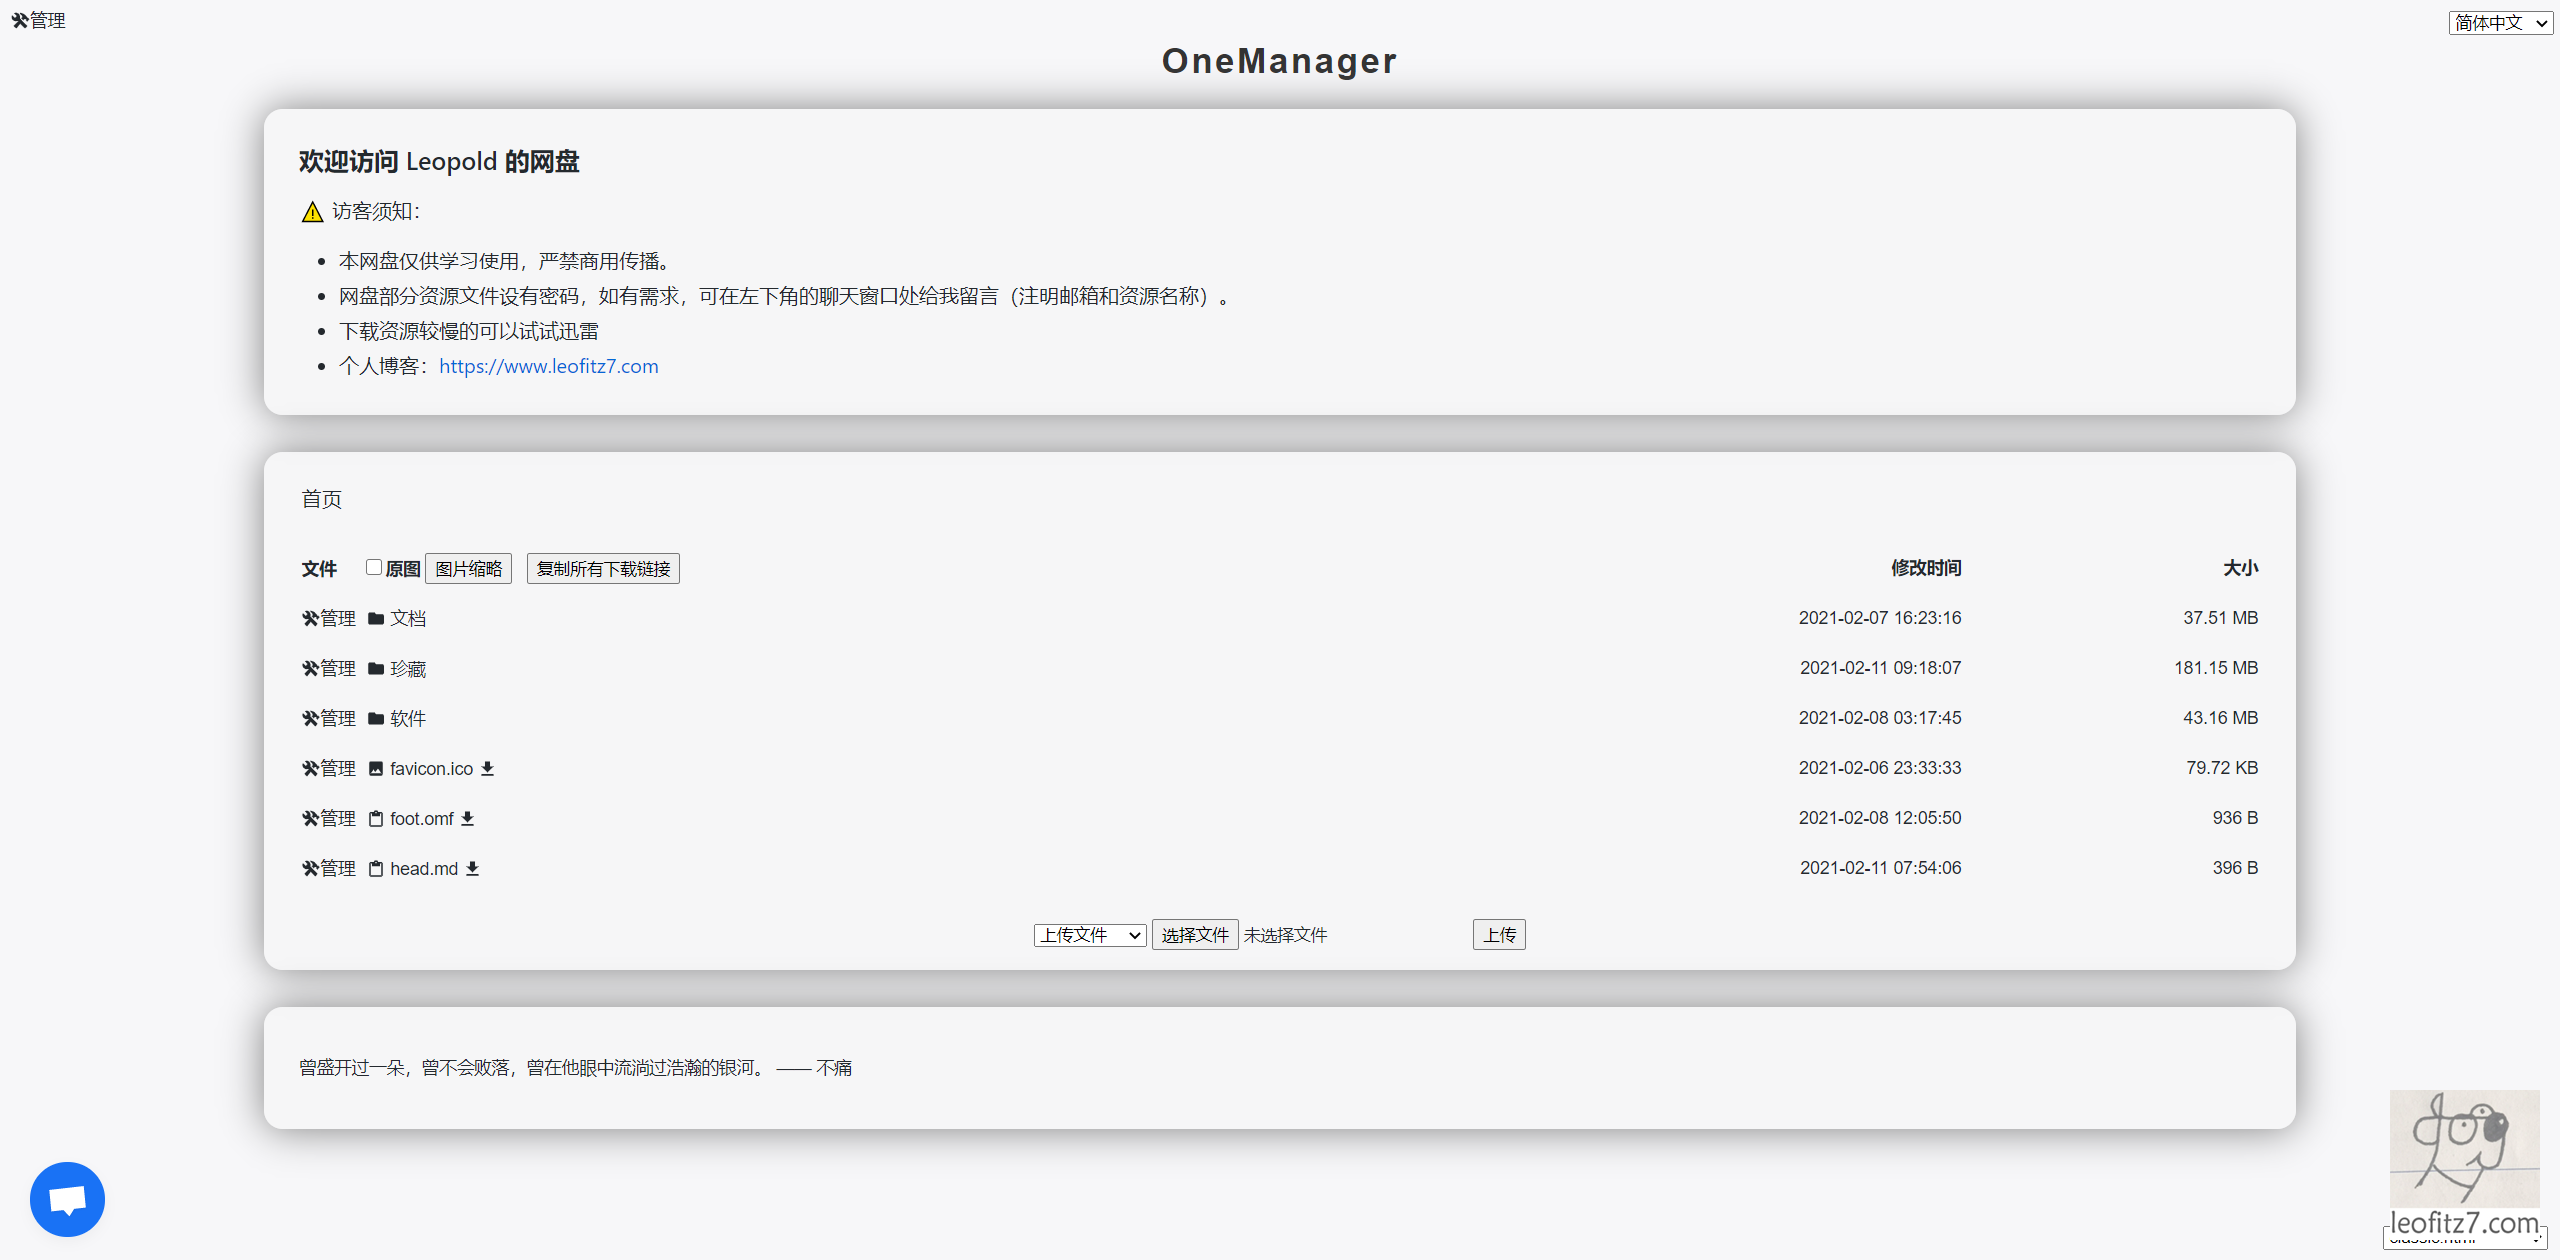 管理
简体中文
OneManager
欢迎访问 Leopold 的网盘
访客须知：
本网盘仅供学习使用，严禁商用传播。
网盘部分资源文件设有密码，如有需求，可在左下角的聊天窗口处给我留言（注明邮箱和资源名称）。
下载资源较慢的可以试试迅雷
个人博客：https://www.leofitz7.com
首页
文件 原图 图片缩略 复制所有下载链接 修改时间 大小
管理 文档 2021-02-07 16:23:16 37.51 MB
管理 珍藏 2021-02-11 09:18:07 181.15 MB
管理 软件 2021-02-08 03:17:45 43.16 MB
管理 favicon.ico 2021-02-06 23:33:33 79.72 KB
管理 foot.omf 2021-02-08 12:05:50 936 B
管理 head.md 2021-02-11 07:54:06 396 B
上传文件 选择文件 未选择文件 上传
曾盛开过一朵，曾不会败落，曾在他眼中流淌过浩瀚的银河。 —— 不痛
dog
leofitz7.com